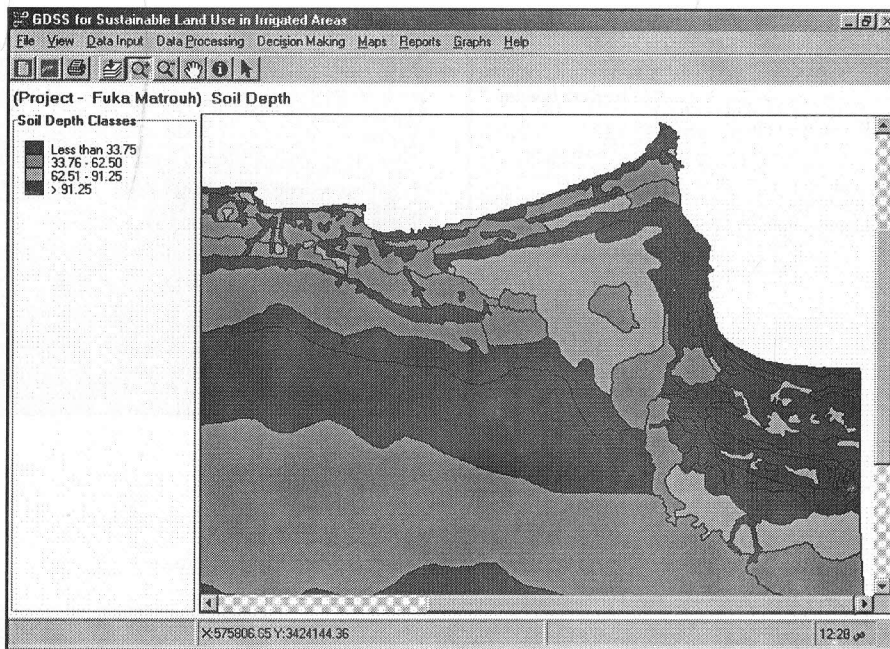 GDSS for Sustainable Land Use in Irrigated Areas
File View Data Input Data Processing Decision Making Maps Reports Graphs Help
(Project - Fuka Matrouh) Soil Depth
Soil Depth Classes
Less than 33.75
33.76 - 62.50
62.51 - 91.25
> 91.25
X:575806.65 Y:3424144.36
12:28 ص